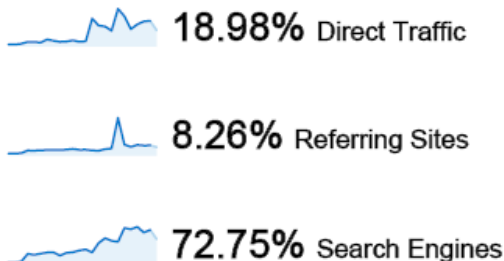 18.98% Direct Traffic
8.26% Referring Sites
72.75% Search Engines